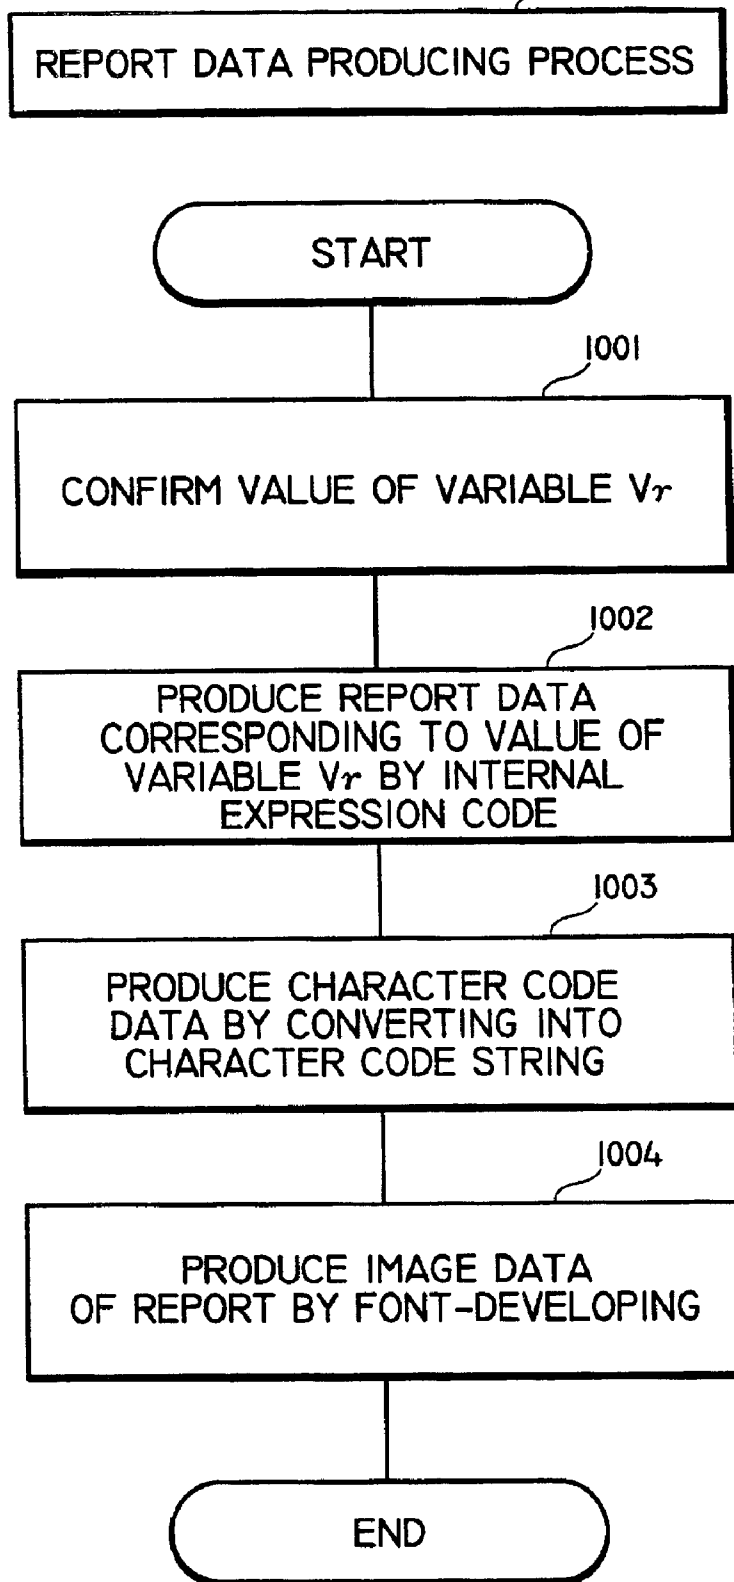 REPORT DATA PRODUCING PROCESS
START
1001
CONFIRM VALUE OF VARIABLE Vr
1002
PRODUCE REPORT DATA
CORRESPONDING TO VALUE OF
VARIABLE Vr BY INTERNAL
EXPRESSION CODE
1003
PRODUCE CHARACTER CODE
DATA BY CONVERTING INTO
CHARACTER CODE STRING
1004
PRODUCE IMAGE DATA
OF REPORT BY FONT-DEVELOPING
END